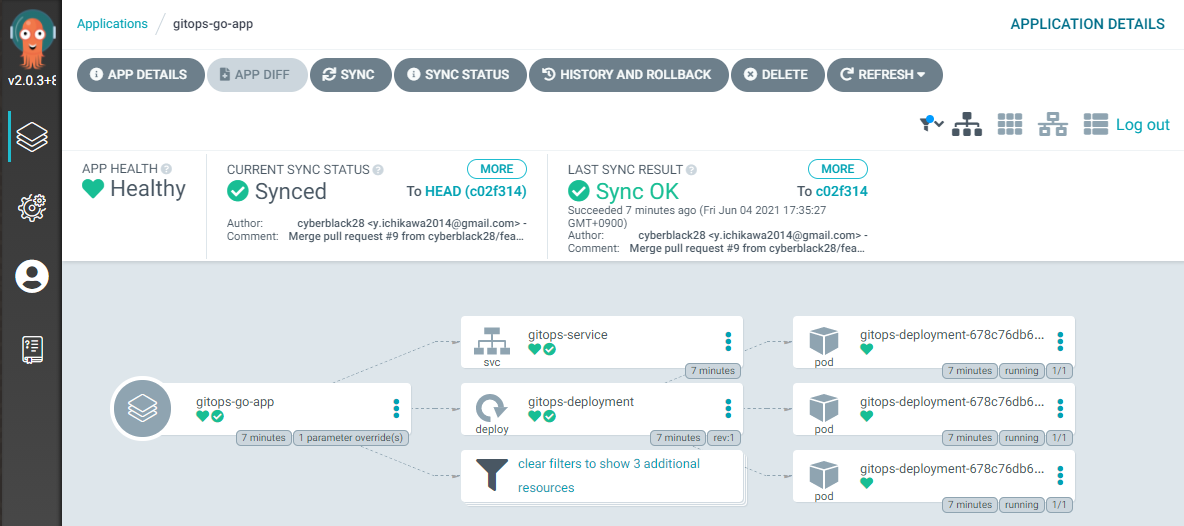 Applications
gitops-go-app
APPLICATION DETAILS
v2.0.3+8
APP DETAILS
APP DIFF
SYNC
SYNC STATUS
HISTORY AND ROLLBACK
DELETE
REFRESH
Log out
APP HEALTH
Healthy
CURRENT SYNC STATUS
MORE
Synced
To HEAD (c02f314)
Author: cyberblack28 <y.ichikawa2014@gmail.com> -
Comment: Merge pull request #9 from cyberblack28/fea...
LAST SYNC RESULT
MORE
Sync OK
To c02f314
Succeeded 7 minutes ago (Fri Jun 04 2021 17:35:27
GMT+0900)
Author: cyberblack28 <y.ichikawa2014@gmail.com> -
Comment: Merge pull request #9 from cyberblack28/fea...
gitops-go-app
7 minutes
1 parameter override(s)
svc
gitops-service
7 minutes
deploy
gitops-deployment
7 minutes
rev:1
clear filters to show 3 additional
resources
pod
gitops-deployment-678c76db6...
7 minutes
running
1/1
pod
gitops-deployment-678c76db6...
7 minutes
running
1/1
pod
gitops-deployment-678c76db6...
7 minutes
running
1/1